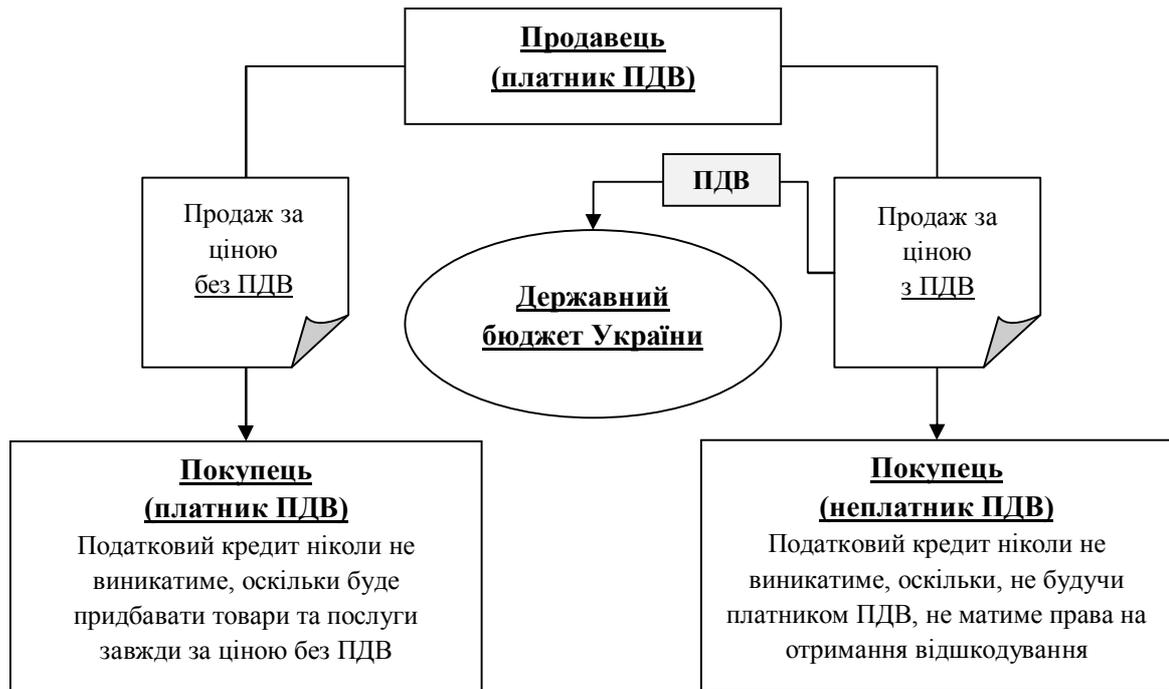 Продавець
(платник ПДВ)
ПДВ
Продаж за
ціною
без ПДВ
Продаж за
ціною
з ПДВ
Державний
бюджет України
Покупець
(платник ПДВ)
Податковий кредит ніколи не
виникатиме, оскільки буде
придбавати товари та послуги
завжди за ціною без ПДВ
Покупець
(неплатник ПДВ)
Податковий кредит ніколи не
виникатиме, оскільки, не будучи
платником ПДВ, не матиме права на
отримання відшкодування